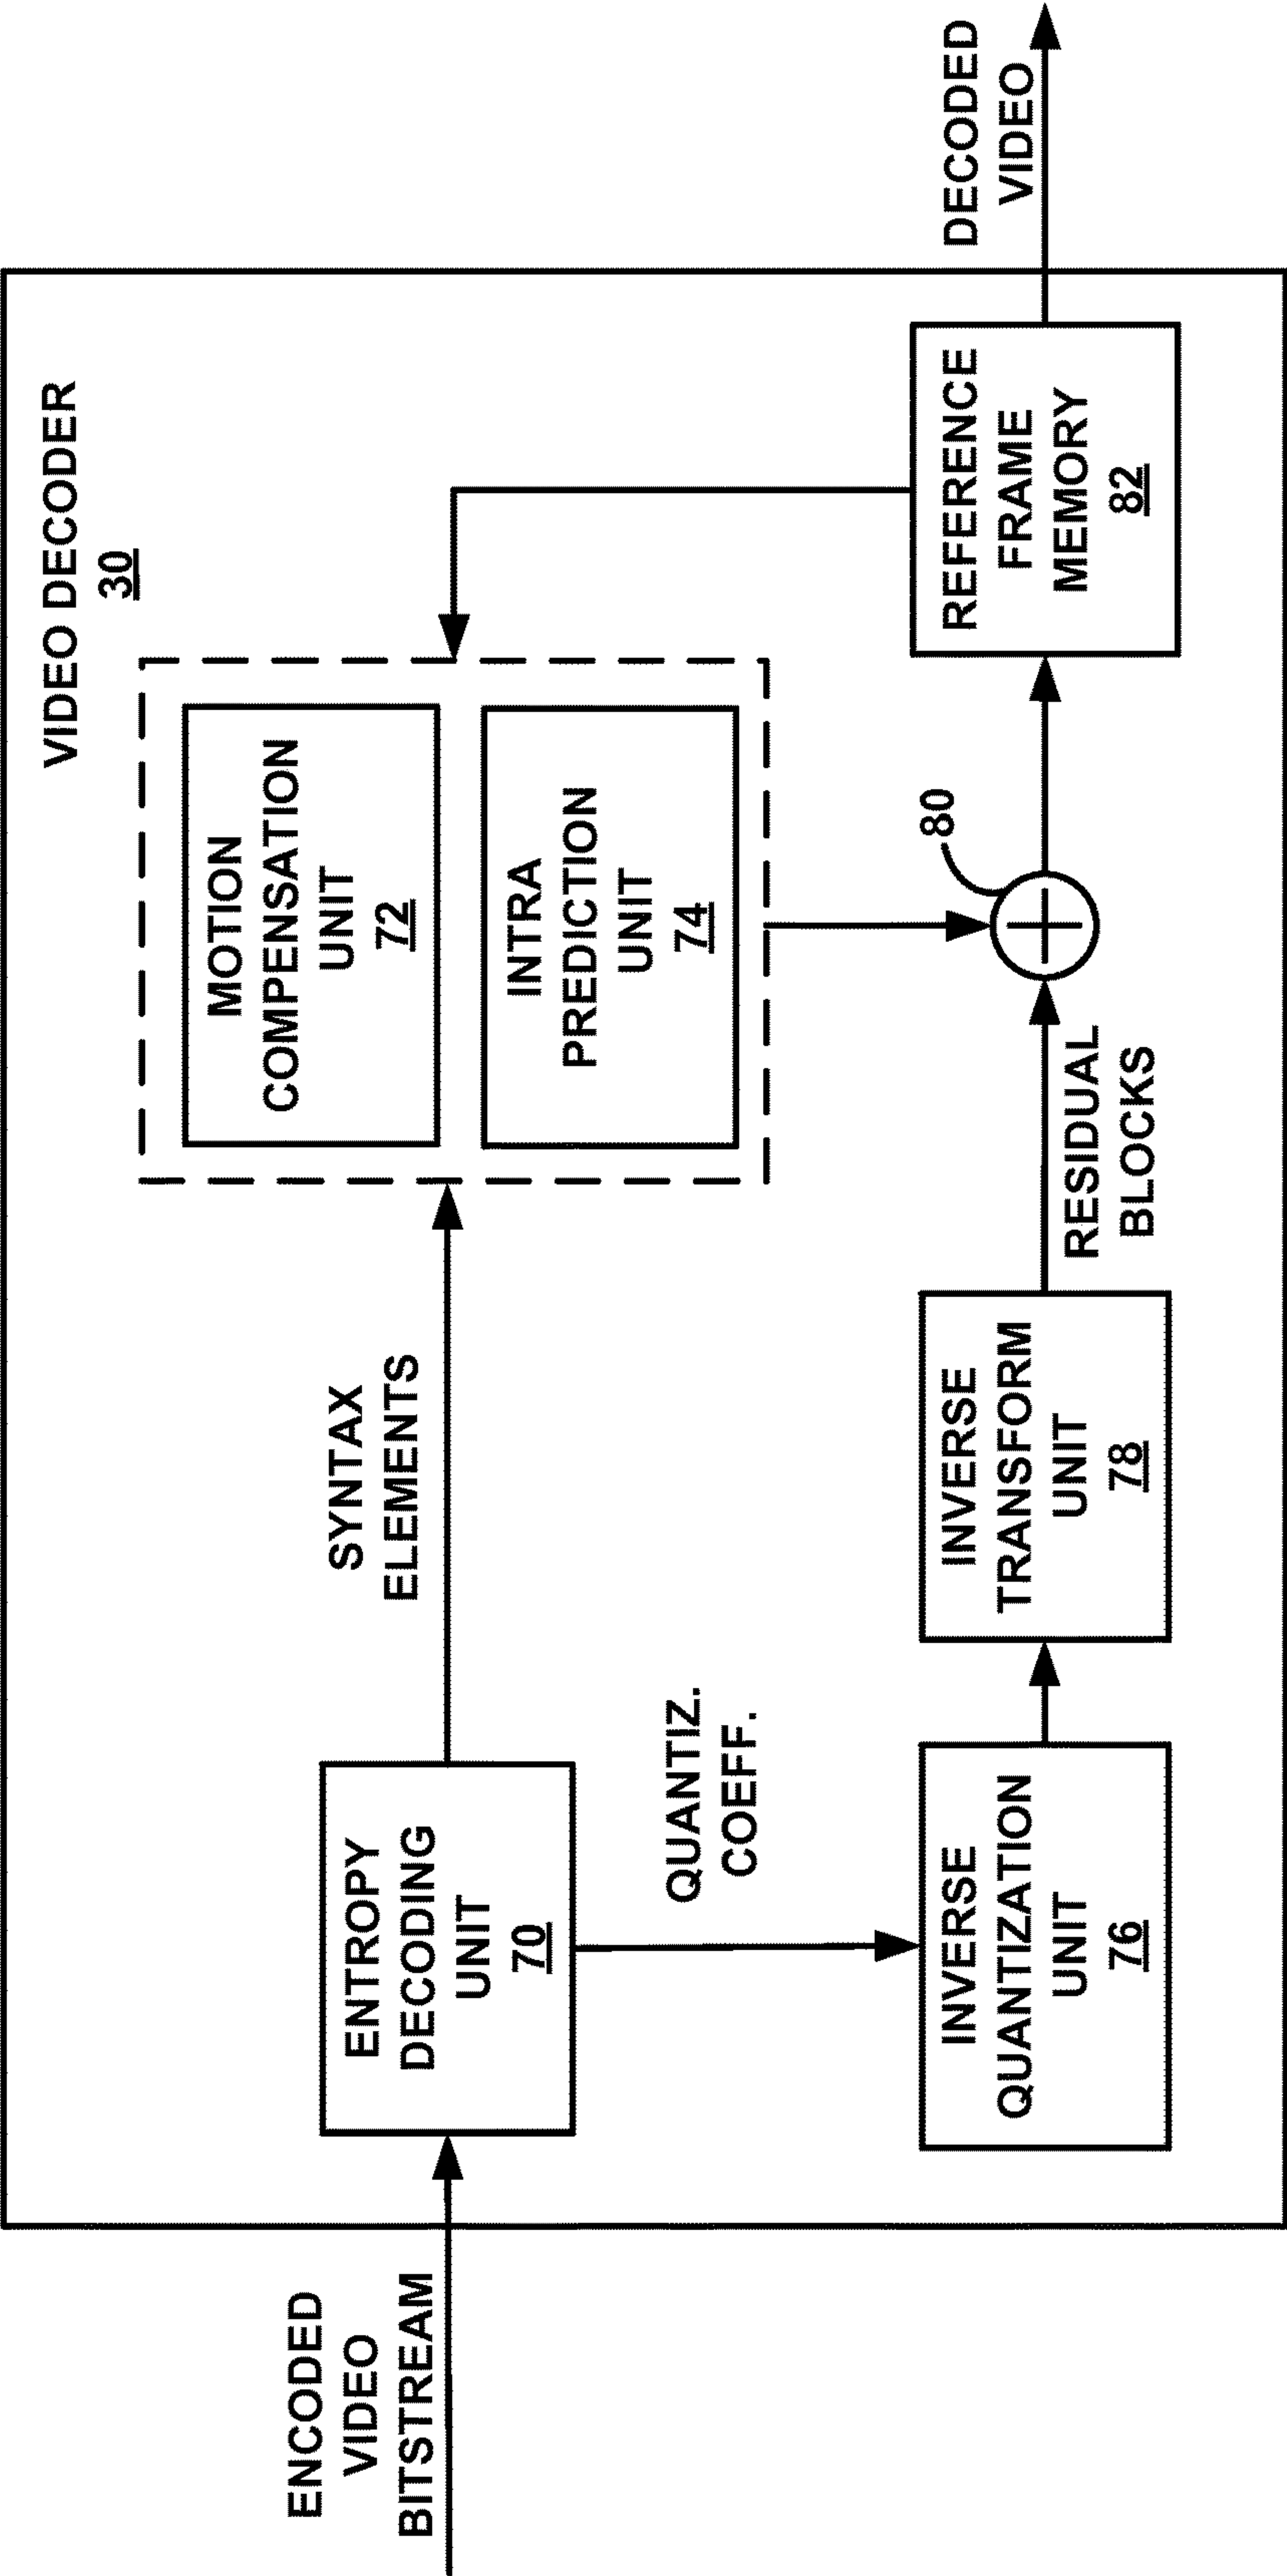 VIDEO DECODER
30
ENCODED
VIDEO
BITSTREAM
ENTROPY
DECODING
UNIT
70
SYNTAX
ELEMENTS
MOTION
COMPENSATION
UNIT
72
INTRA
PREDICTION
UNIT
74
QUANTIZ.
COEFF.
INVERSE
QUANTIZATION
UNIT
76
INVERSE
TRANSFORM
UNIT
78
RESIDUAL
BLOCKS
80
REFERENCE
FRAME
MEMORY
82
DECODED
VIDEO